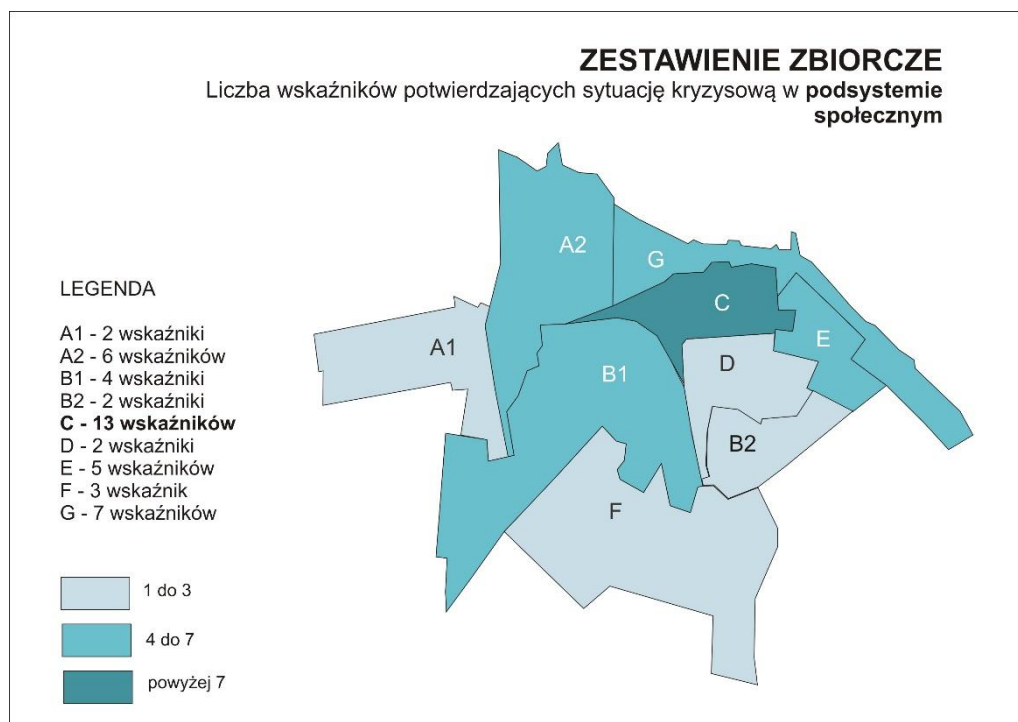 ZESTAWIENIE ZBIORCZE
Liczba wskaźników potwierdzających sytuację kryzysową w podsystemie
społecznym
A2
G
C
A1
E
B1
D
B2
F
LEGENDA
A1 - 2 wskaźniki
A2 - 6 wskaźników
B1 - 4 wskaźniki
B2 - 2 wskaźniki
C - 13 wskaźników
D - 2 wskaźniki
E - 5 wskaźników
F - 3 wskaźnik
G - 7 wskaźników
1 do 3
4 do 7
powyżej 7